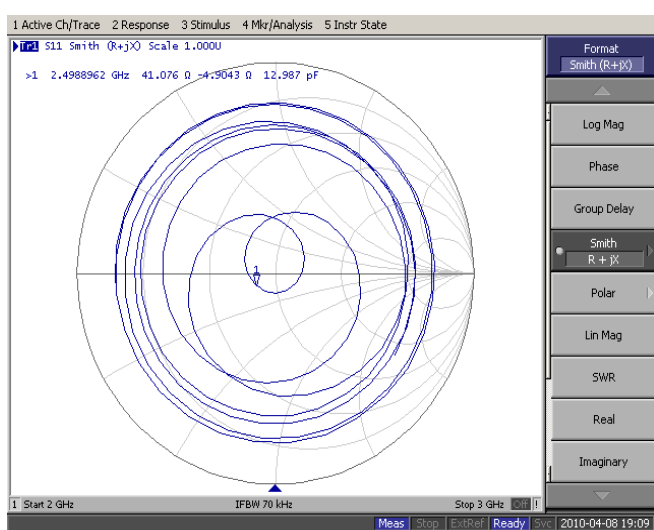 1 Active Ch/Trace 2 Response 3 Stimulus 4 Mkr/Analysis 5 Instr State
Tr1 S11 Smith (R+jX) Scale 1.000U
>1 2.4988962 GHz 41.076 Ω -4.9043 Ω 12.987 pF
1
Format
Smith (R+jX)
Log Mag
Phase
Group Delay
Smith
R + jX
Polar
Lin Mag
SWR
Real
Imaginary
1 Start 2 GHz IFBW 70 kHz Stop 3 GHz Off !
Meas Stop ExtRef Ready Svc 2010-04-08 19:09